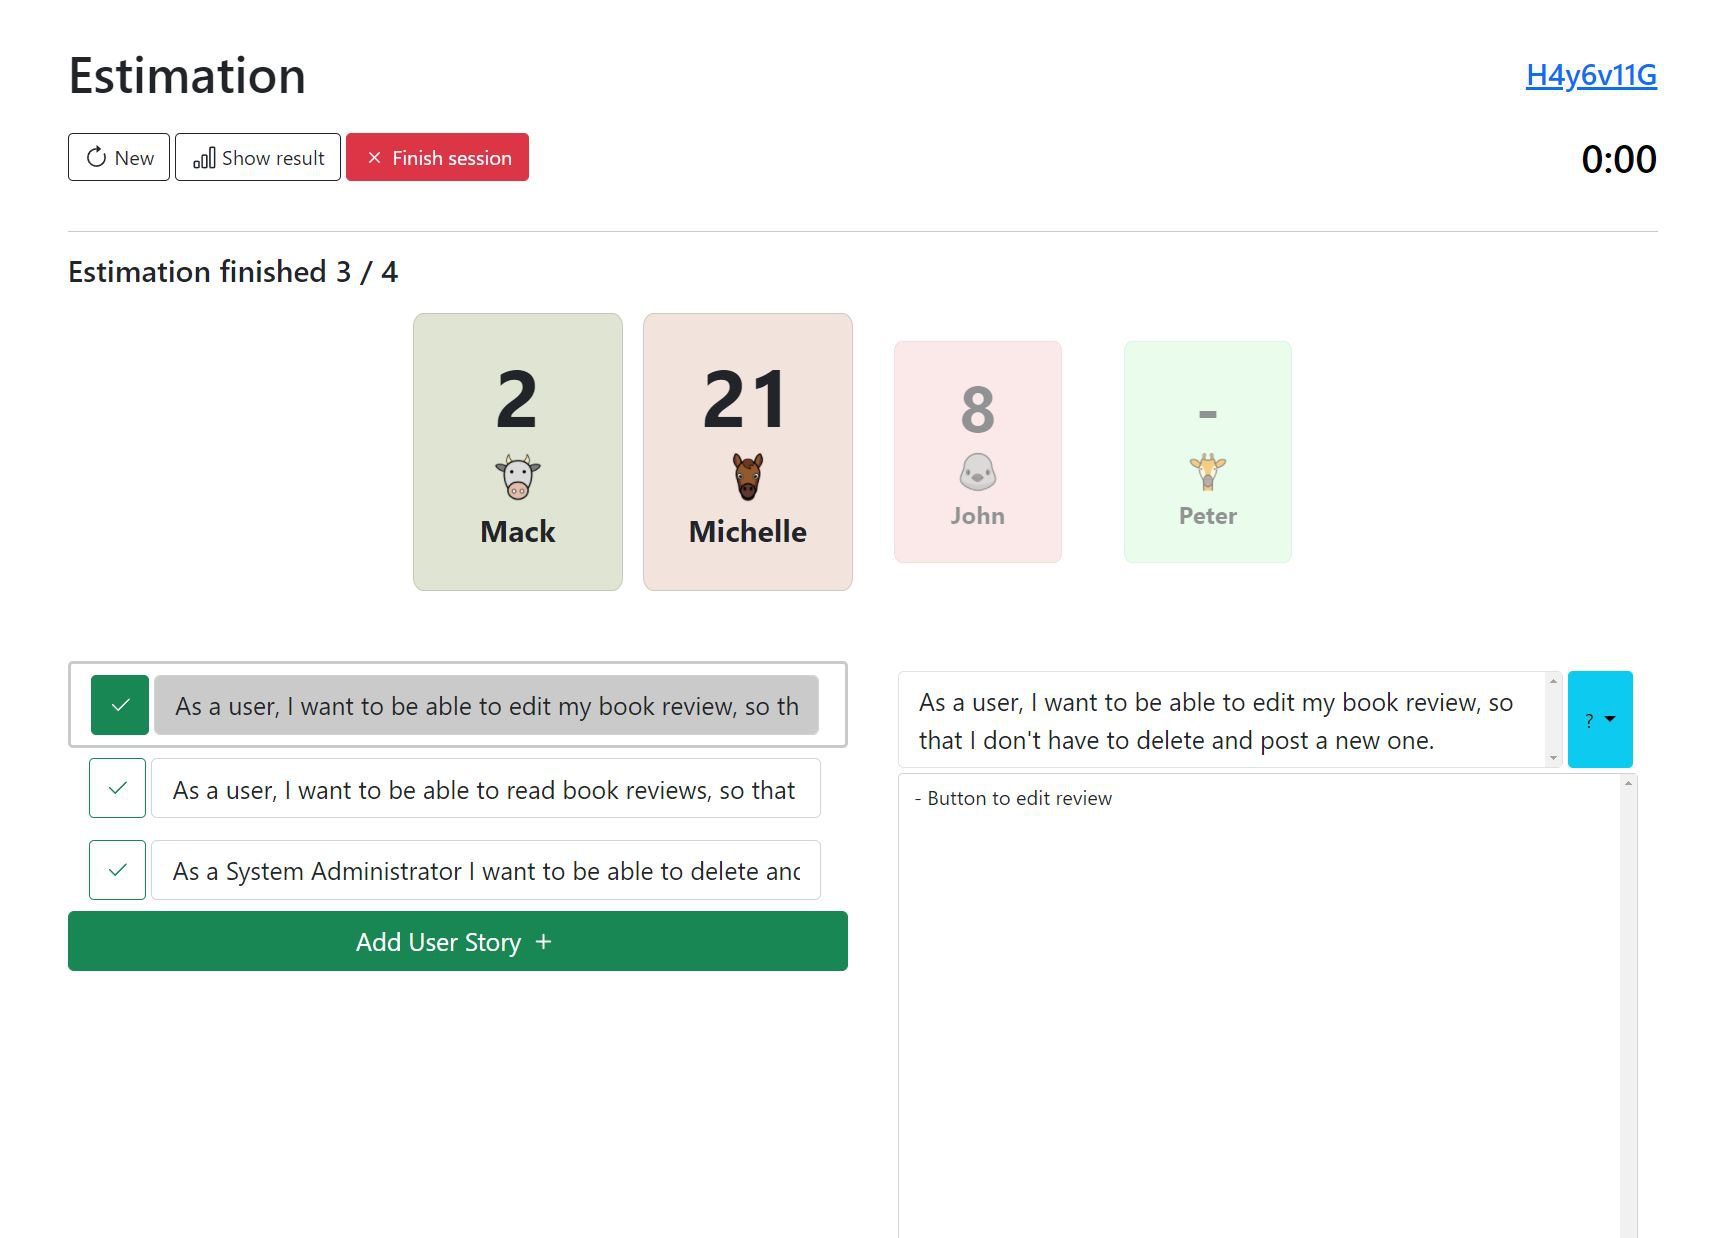 Estimation
H4y6v11G
New
Show result
Finish session
0:00
Estimation finished 3 / 4
2
Mack
21
Michelle
8
John
-
Peter
As a user, I want to be able to edit my book review, so th
As a user, I want to be able to read book reviews, so that
As a System Administrator I want to be able to delete and
Add User Story +
As a user, I want to be able to edit my book review, so
that I don't have to delete and post a new one.
?
- Button to edit review